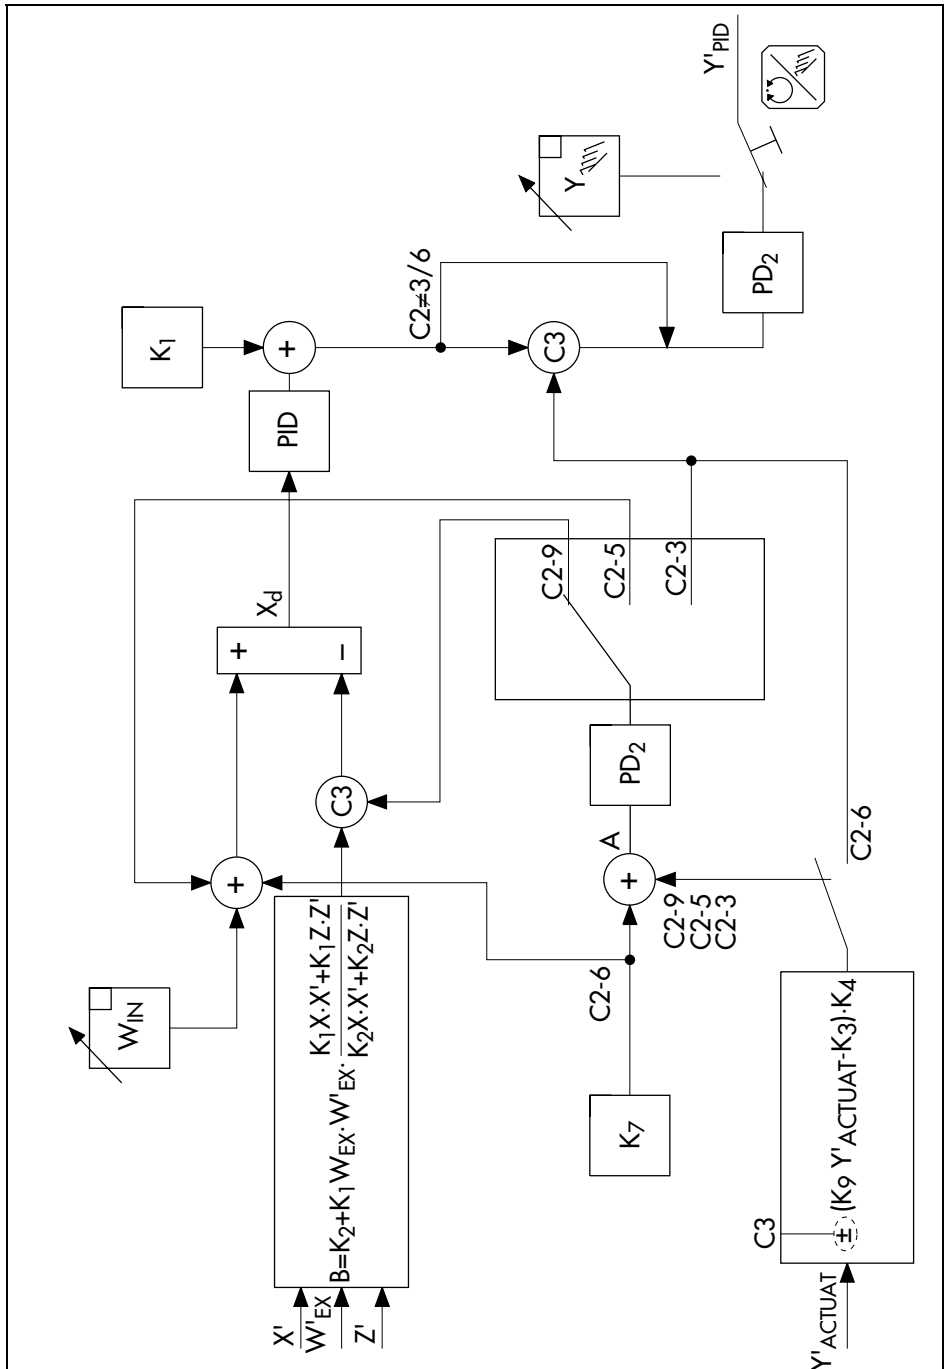 X'
W'EX
Z'
B=K2+K1WEX·W'EX· K1X·X'+K1Z·Z'
K2X·X'+K2Z·Z'
WIN
+
C3
+
−
Xd
PID
K1
+
C2≠3/6
C3
Y
PD2
Y'PID
K7
C2-6
+
A
C2-9
C2-5
C2-3
PD2
C2-9
C2-5
C2-3
Y'ACTUAT
C3
± (K9 Y'ACTUAT-K3)·K4
C2-6